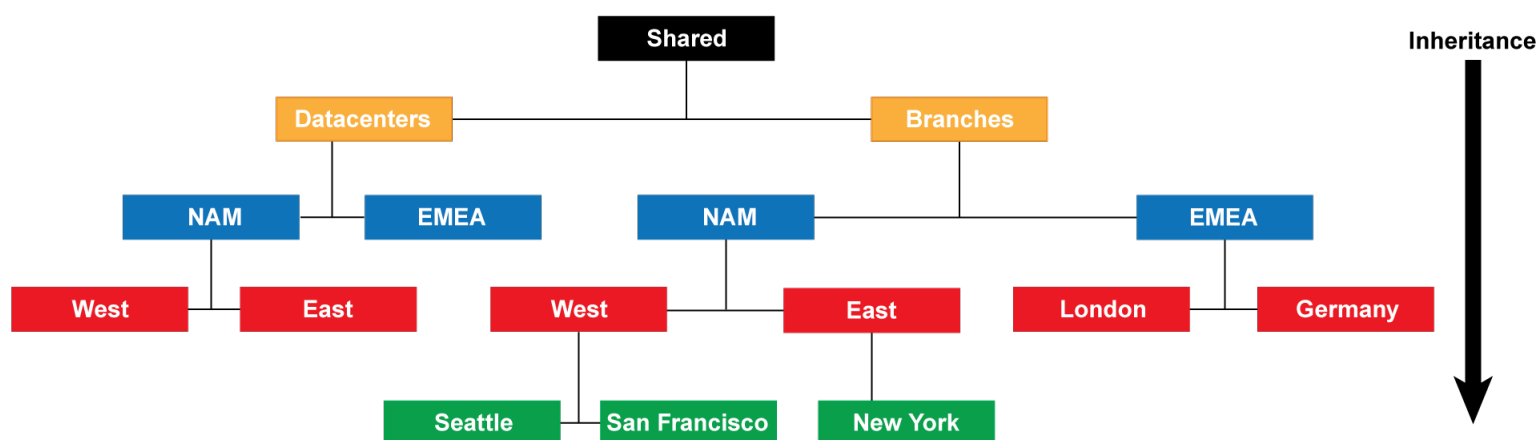 Shared
Inheritance
Datacenters
Branches
NAM
EMEA
NAM
EMEA
West
East
West
East
London
Germany
Seattle
San Francisco
New York